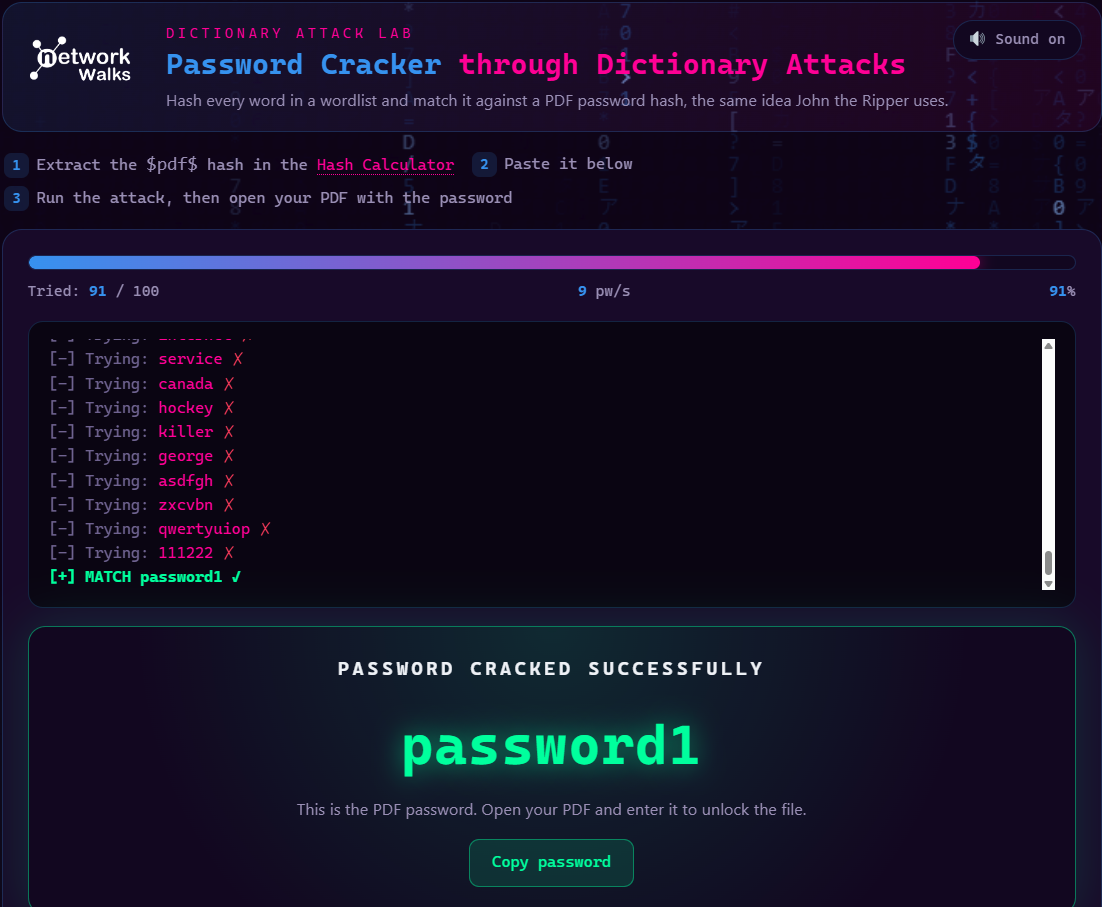 network
Walks
DICTIONARY ATTACK LAB
Password Cracker through Dictionary Attacks
Hash every word in a wordlist and match it against a PDF password hash, the same idea John the Ripper uses.
Sound on
1 Extract the $pdf$ hash in the Hash Calculator 2 Paste it below
3 Run the attack, then open your PDF with the password
Tried: 91 / 100
9 pw/s
91%
[-] Trying: service ✗
[-] Trying: canada ✗
[-] Trying: hockey ✗
[-] Trying: killer ✗
[-] Trying: george ✗
[-] Trying: asdfgh ✗
[-] Trying: zxcvbn ✗
[-] Trying: qwertyuiop ✗
[-] Trying: 111222 ✗
[+] MATCH password1 ✓
PASSWORD CRACKED SUCCESSFULLY
password1
This is the PDF password. Open your PDF and enter it to unlock the file.
Copy password